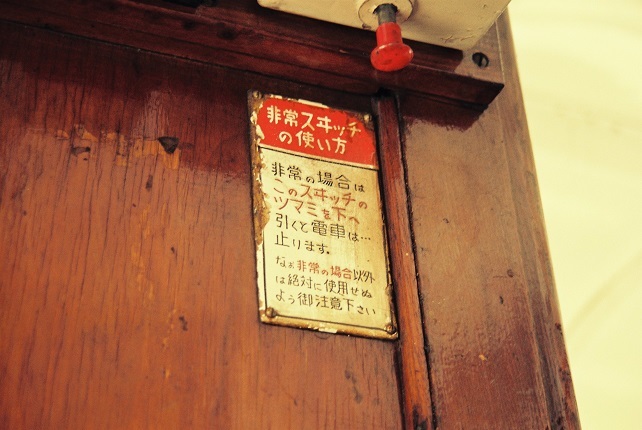 非常スヰッチ
の使い方
非常の場合は
このスヰッチの
ツマミを下へ
引くと電車は…
止ります.
なお非常の場合以外
は絶対に使用せぬ
よう御注意下さい